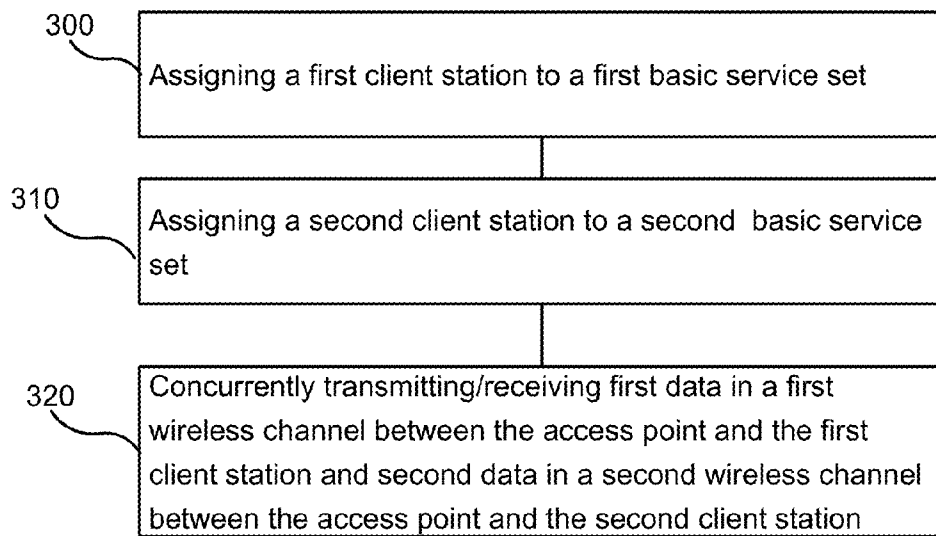 300
Assigning a first client station to a first basic service set
310
Assigning a second client station to a second basic service
set
320
Concurrently transmitting/receiving first data in a first
wireless channel between the access point and the first
client station and second data in a second wireless channel
between the access point and the second client station